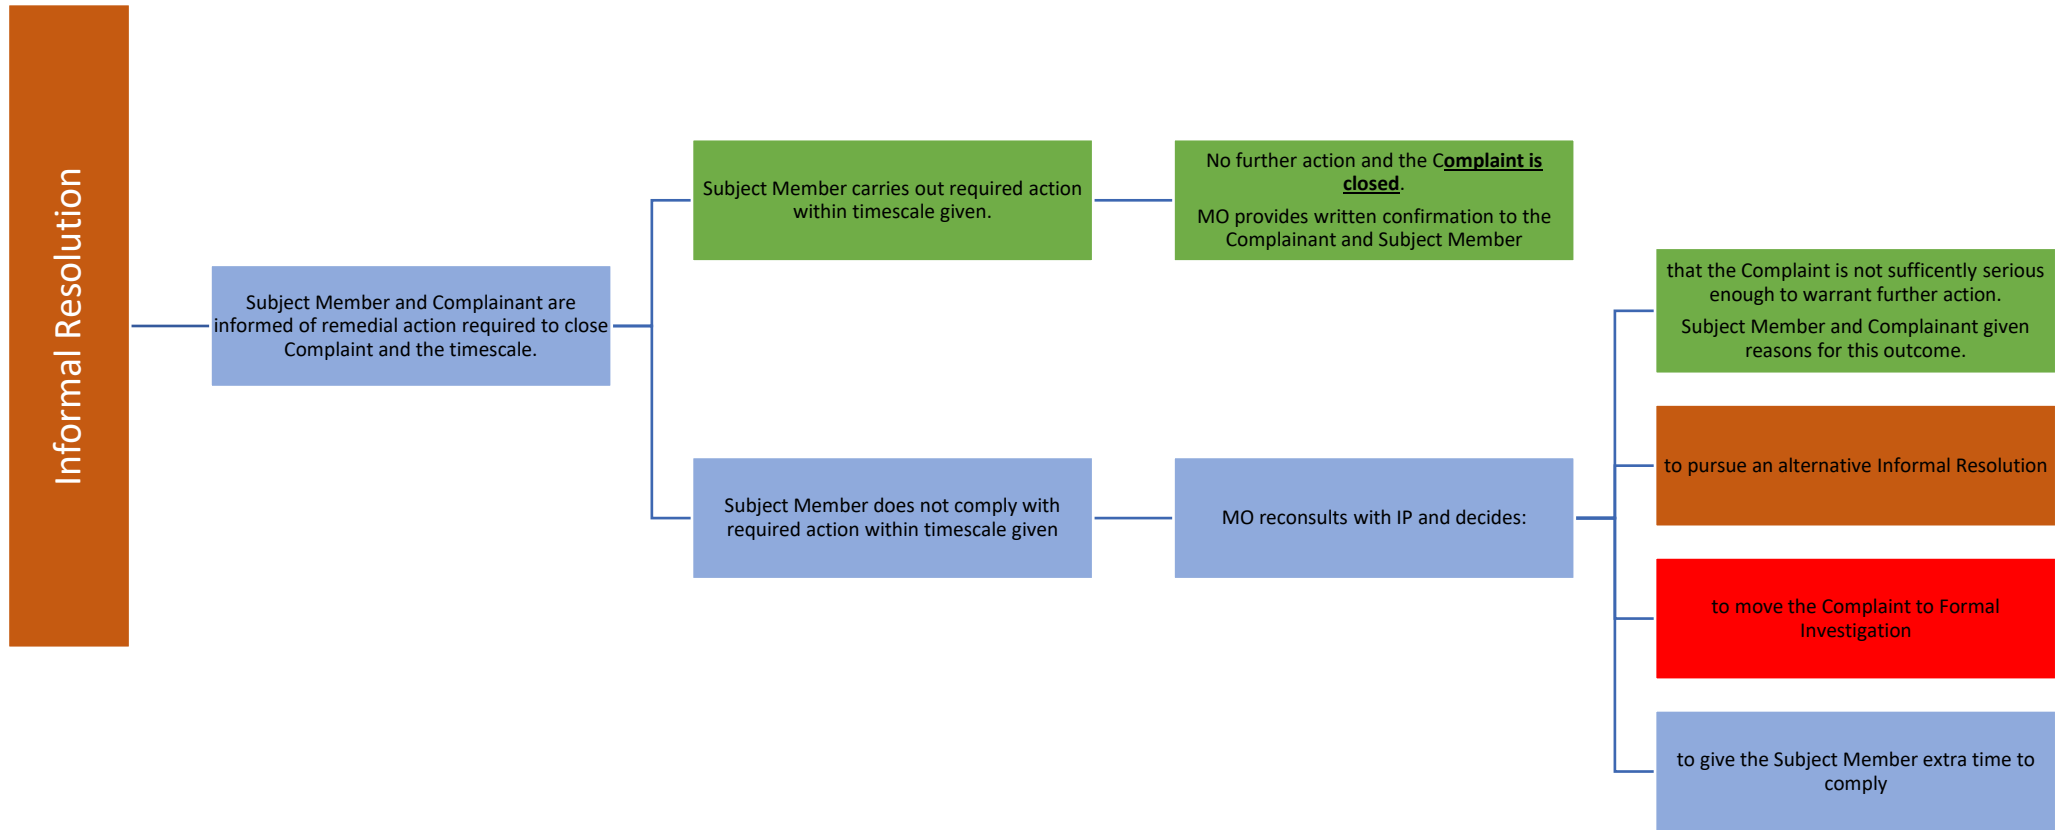 Informal Resolution
Subject Member and Complainant are
informed of remedial action required to close
Complaint and the timescale.
Subject Member carries out required action
within timescale given.
No further action and the Complaint is
closed.
MO provides written confirmation to the
Complainant and Subject Member
Subject Member does not comply with
required action within timescale given
MO reconsults with IP and decides:
that the Complaint is not sufficently serious
enough to warrant further action.
Subject Member and Complainant given
reasons for this outcome.
to pursue an alternative Informal Resolution
to move the Complaint to Formal
Investigation
to give the Subject Member extra time to
comply